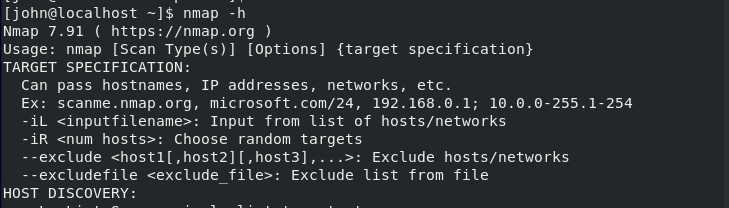 [john@localhost ~]$ nmap -h
Nmap 7.91 ( https://nmap.org )
Usage: nmap [Scan Type(s)] [Options] {target specification}
TARGET SPECIFICATION:
  Can pass hostnames, IP addresses, networks, etc.
  Ex: scanme.nmap.org, microsoft.com/24, 192.168.0.1; 10.0.0-255.1-254
  -iL <inputfilename>: Input from list of hosts/networks
  -iR <num hosts>: Choose random targets
  --exclude <host1[,host2][,host3],...>: Exclude hosts/networks
  --excludefile <exclude_file>: Exclude list from file
HOST DISCOVERY: